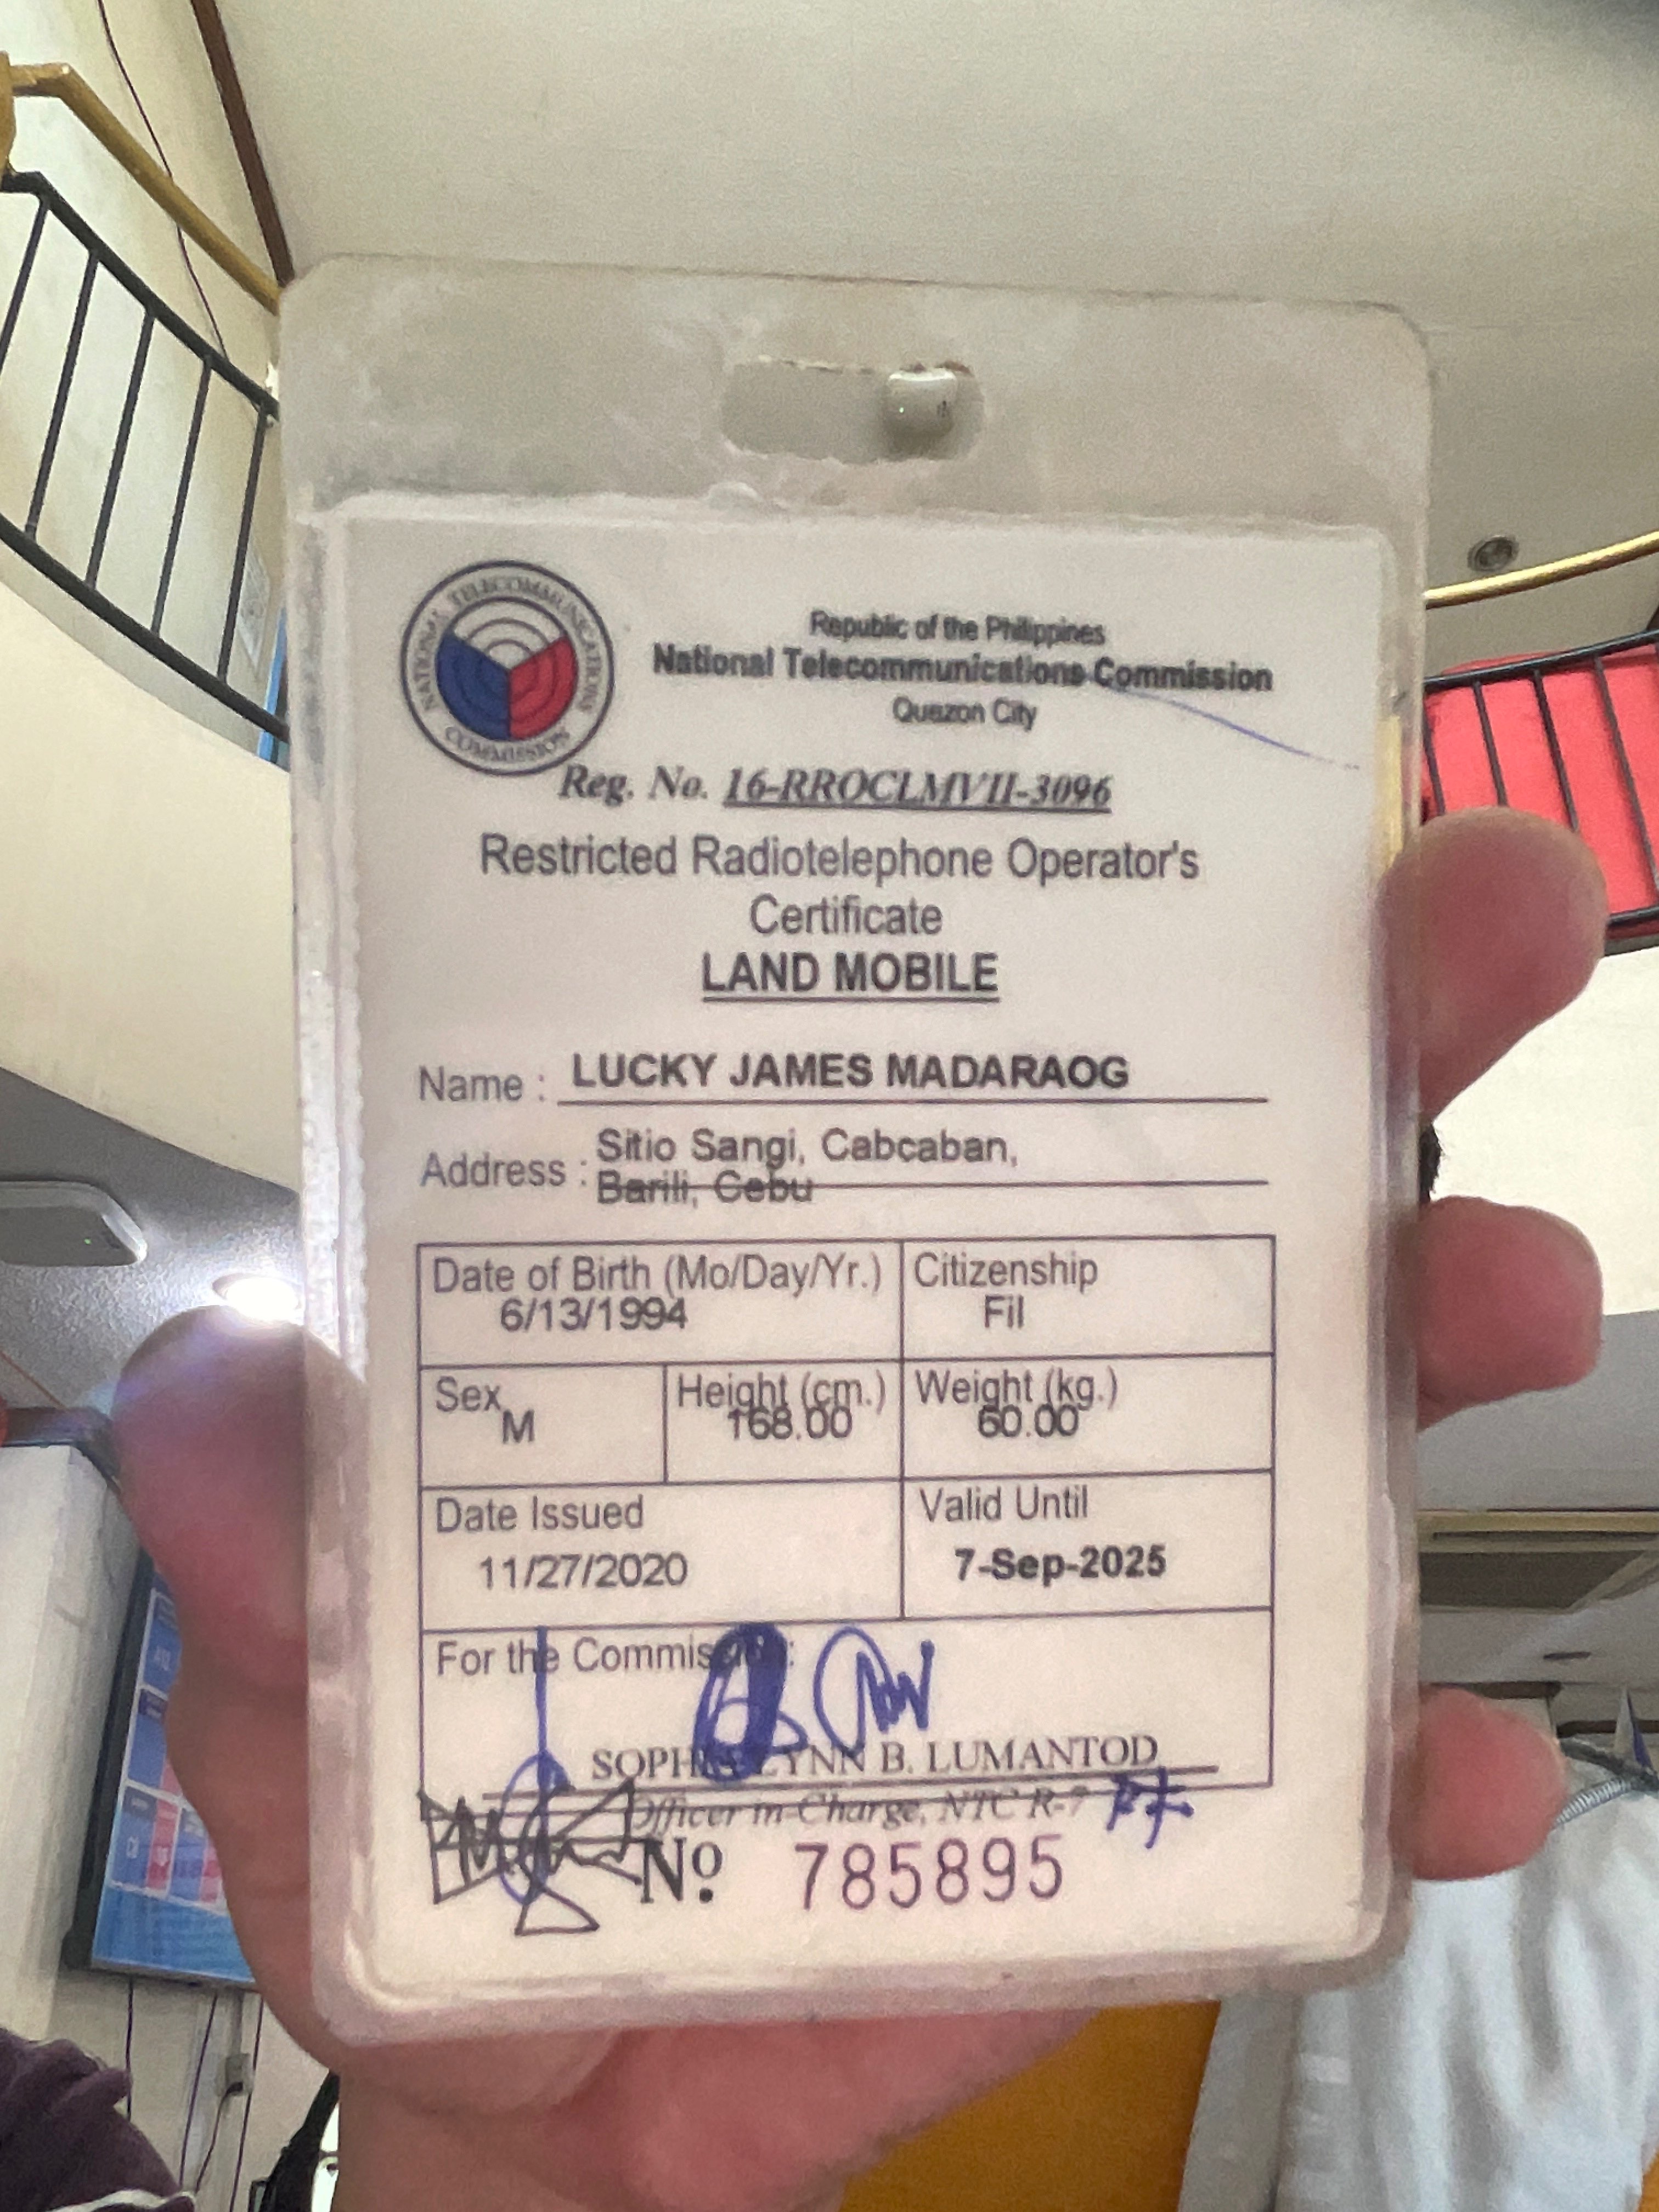 NATIONAL TELECOMMUNICATIONS COMMISSION
Republic of the Philippines
National Telecommunications Commission
Quezon City
Reg. No. 16-RROCLMVII-3096
Restricted Radiotelephone Operator's
Certificate
LAND MOBILE
Name : LUCKY JAMES MADARAOG
Address : Sitio Sangi, Cabcaban,
Barili, Cebu
Date of Birth (Mo/Day/Yr.) Citizenship
6/13/1994 Fil
Sex Height (cm.) Weight (kg.)
M 168.00 60.00
Date Issued Valid Until
11/27/2020 7-Sep-2025
For the Commission:
LYNN B. LUMANTOD
Officer in-Charge, NTC R-7
Nº 785895